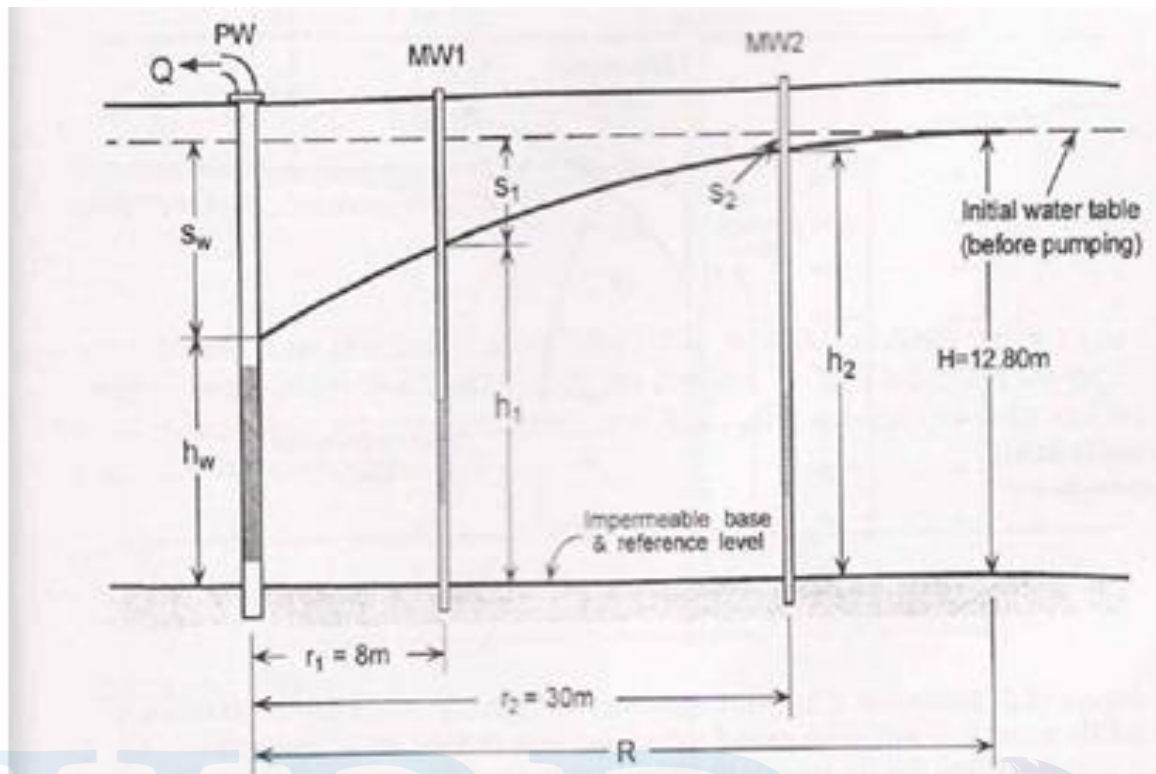 PW
Q
MW1
MW2
s1
s2
Initial water table
(before pumping)
sw
h2
H=12.80m
h1
hw
Impermeable base
& reference level
r1 = 8m
r2 = 30m
R